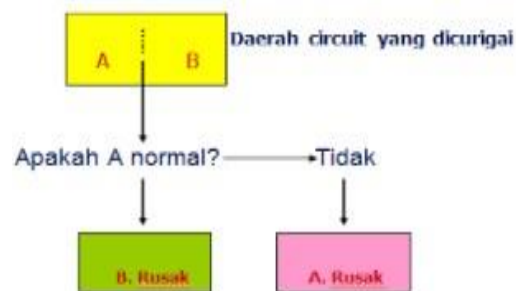 Daerah circuit yang dicurigai
A B
Apakah A normal? Tidak
B. Rusak A. Rusak